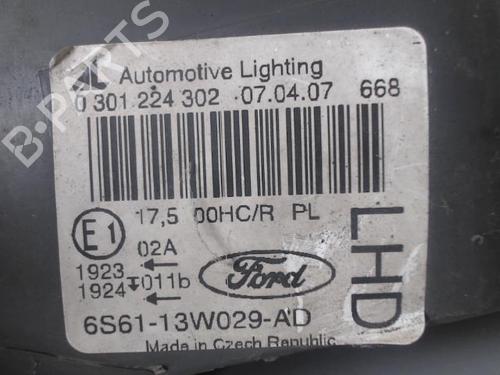 Automotive Lighting
0 301 224 302 07.04.07 668
17,5 00HC/R PL
E1
02A
1923
1924 011b
Ford
LHD
6S61-13W029-AD
Made in Czech Republic
B-PARTS